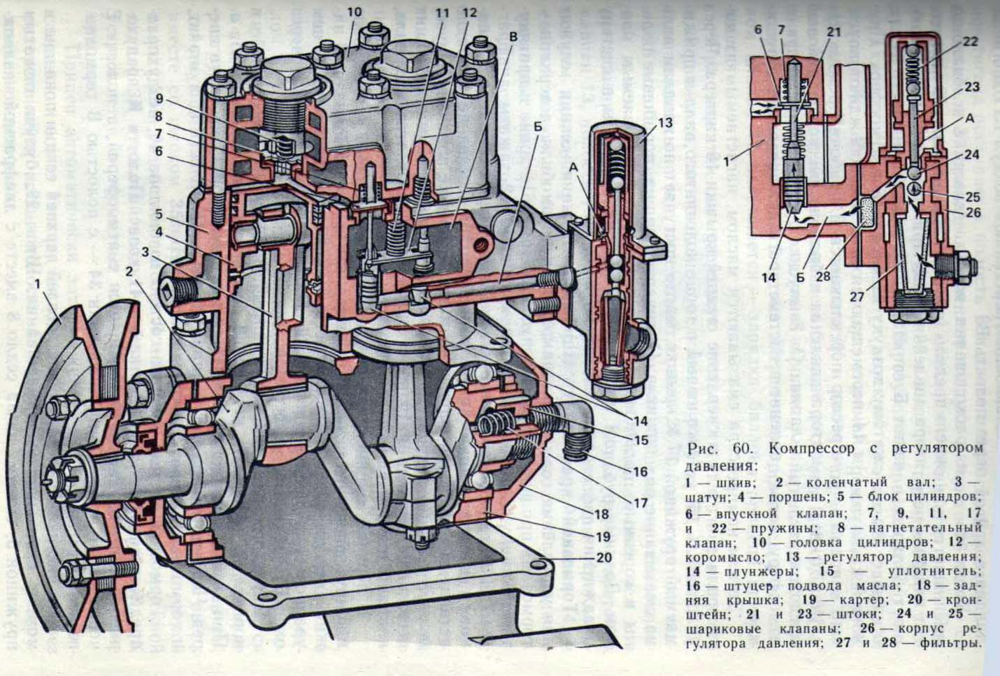 10
11
12
В
9
8
7
6
5
4
3
2
1
Б
13
А
14
15
16
17
18
19
20
6
7
21
22
23
А
24
25
26
1
14
Б
28
27
Рис. 60. Компрессор с регулятором
давления:
1 — шкив; 2 — коленчатый вал; 3 —
шатун; 4 — поршень; 5 — блок цилиндров;
6 — впускной клапан; 7, 9, 11, 17
и 22 — пружины; 8 — нагнетательный
клапан; 10 — головка цилиндров; 12 —
коромысло; 13 — регулятор давления;
14 — плунжеры; 15 — уплотнитель;
16 — штуцер подвода масла; 18 — зад-
няя крышка; 19 — картер; 20 — крон-
штейн; 21 и 23 — штоки; 24 и 25 —
шариковые клапаны; 26 — корпус ре-
гулятора давления; 27 и 28 — фильтры.